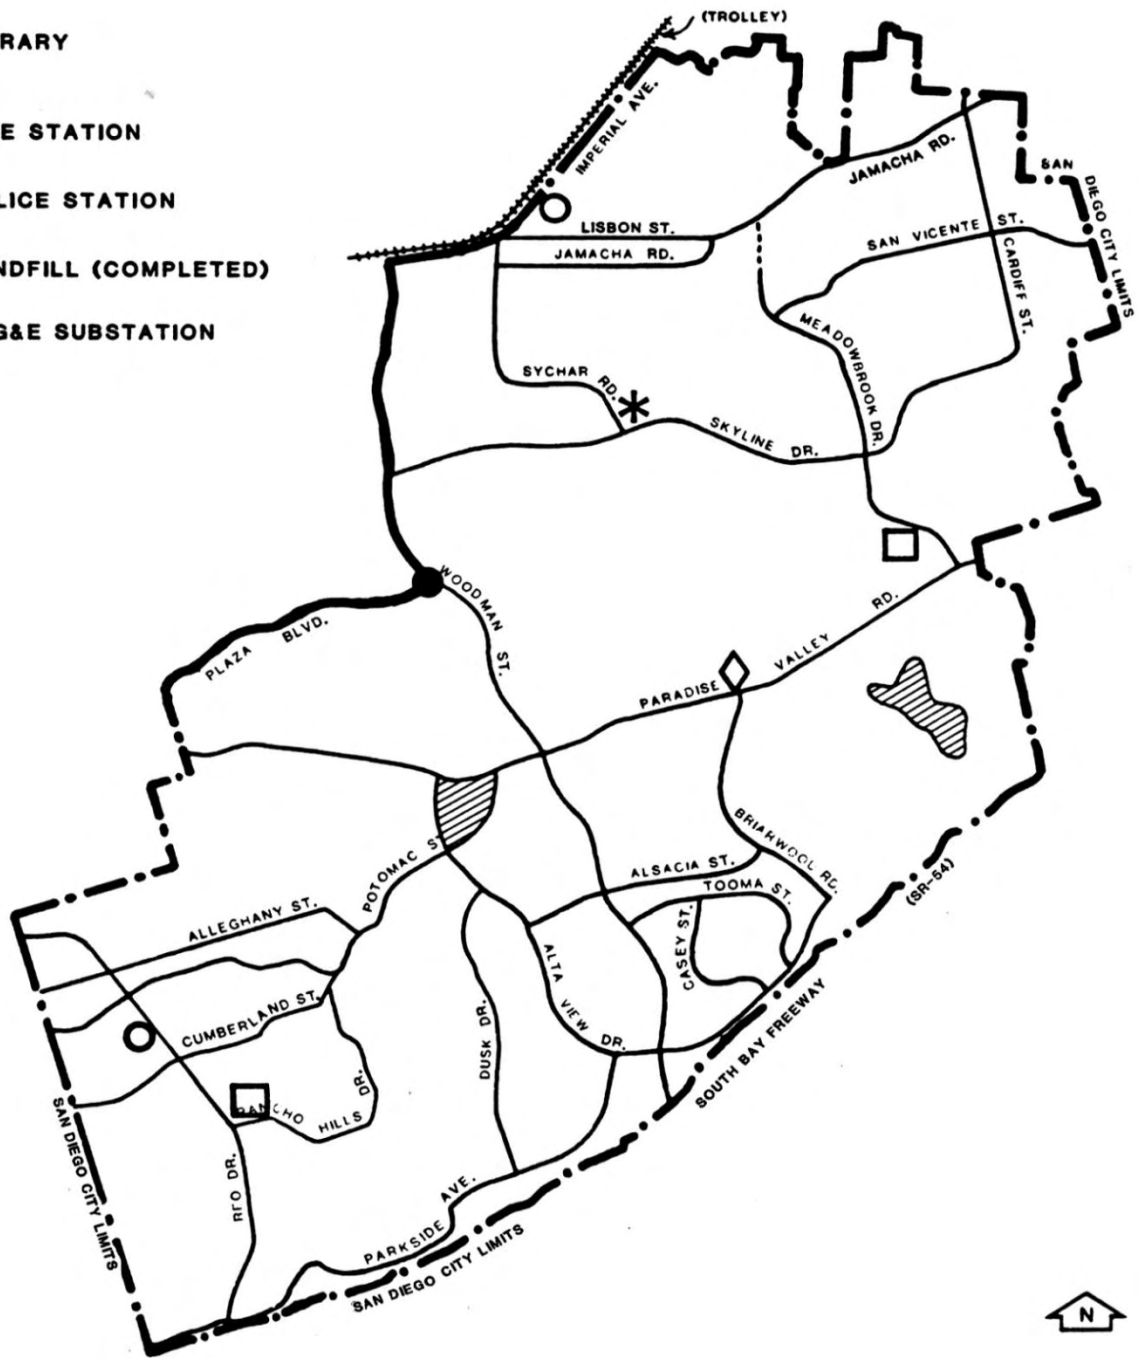 RARY
E STATION
LICE STATION
NDFILL (COMPLETED)
G&E SUBSTATION
(TROLLEY)
IMPERIAL AVE.
JAMACHA RD.
SAN DIEGO CITY LIMITS
LISBON ST.
JAMACHA RD.
SAN VICENTE ST.
CARDIFF ST.
MEADOWBROOK DR.
SYCHAR RD.
SKYLINE DR.
WOODMAN ST.
PLAZA BLVD.
PARADISE VALLEY RD.
BRIARWOOD RD.
POTOMAC ST
ALSACIA ST.
TOOMA ST.
(SR-54)
ALLEGHANY ST.
CASEY ST.
ALTA VIEW DR.
CUMBERLAND ST.
DUSK DR.
SOUTH BAY FREEWAY
RANCHO HILLS DR.
SAN DIEGO CITY LIMITS
REO DR.
PARKSIDE AVE.
SAN DIEGO CITY LIMITS
N